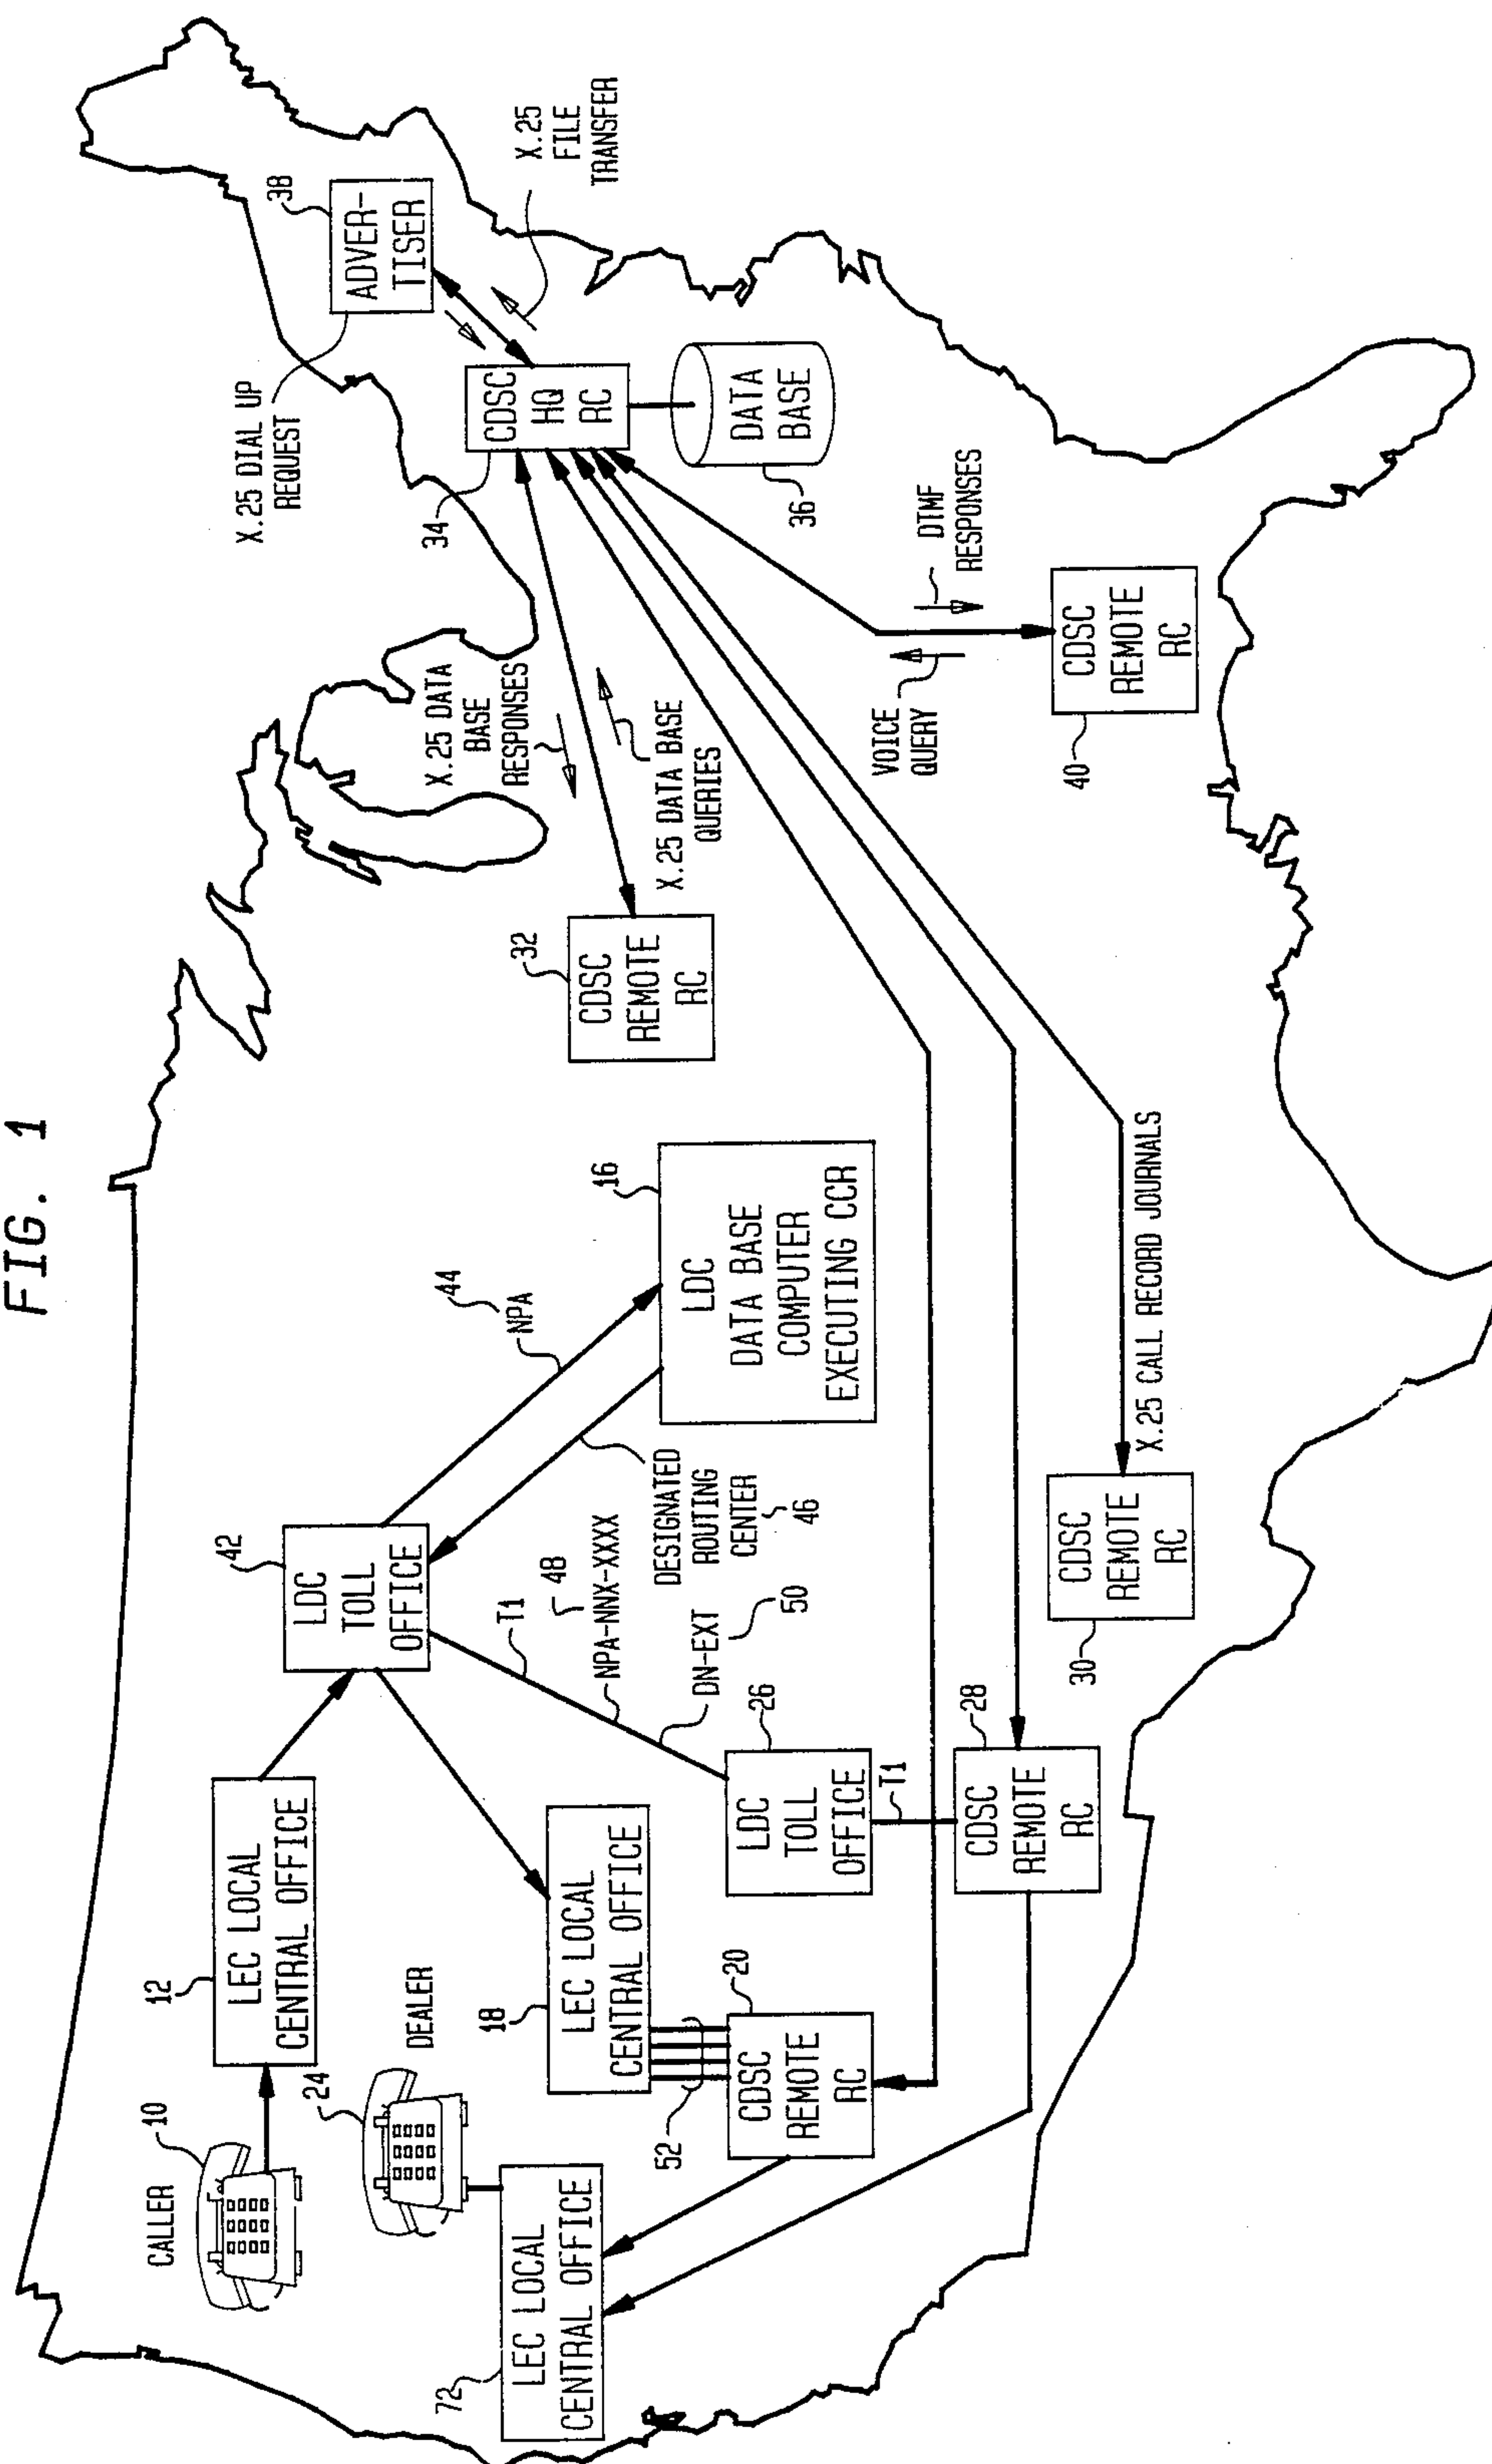 FIG. 1
CALLER
10
12
LEC LOCAL
CENTRAL OFFICE
24
DEALER
72
LEC LOCAL
CENTRAL OFFICE
18
LEC LOCAL
CENTRAL OFFICE
52
20
CDSC
REMOTE
RC
42
LDC
TOLL
OFFICE
44
NPA
16
LDC
DATA BASE
COMPUTER
EXECUTING CCR
DESIGNATED
ROUTING
CENTER
46
T1
48
NPA-NNX-XXXX
DN-EXT
50
26
LDC
TOLL
OFFICE
T1
28
CDSC
REMOTE
RC
30
CDSC
REMOTE
RC
X.25 CALL RECORD JOURNALS
32
CDSC
REMOTE
RC
X.25 DATA
BASE
RESPONSES
X.25 DATA BASE
QUERIES
VOICE
QUERY
DTMF
RESPONSES
40
CDSC
REMOTE
RC
34
CDSC
HQ
RC
36
DATA
BASE
X.25 DIAL UP
REQUEST
38
ADVER-
TISER
X.25
FILE
TRANSFER